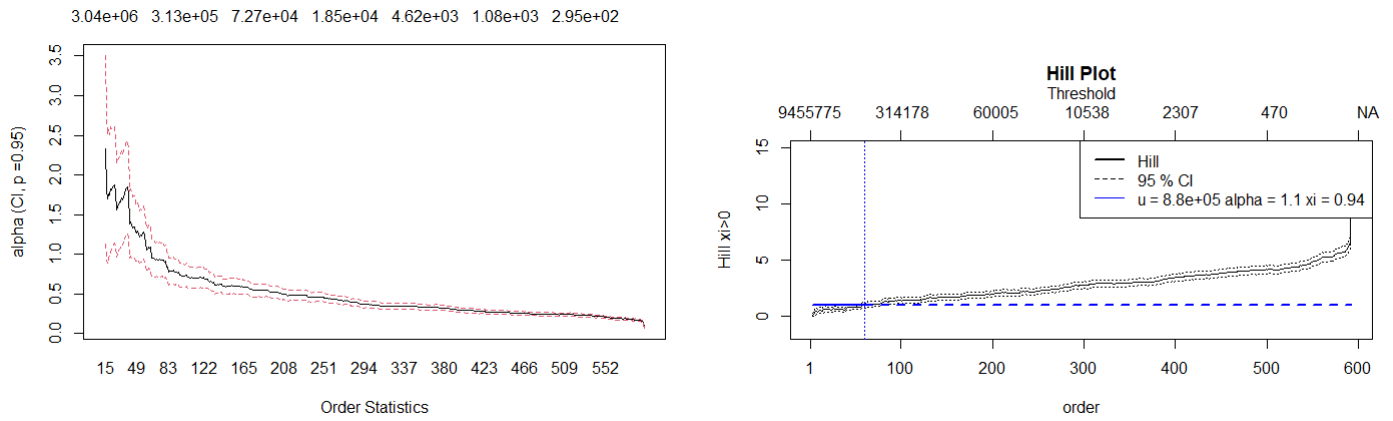 3.04e+06 3.13e+05 7.27e+04 1.85e+04 4.62e+03 1.08e+03 2.95e+02
3.5
3.0
2.5
2.0
1.5
1.0
0.5
0.0
alpha (CI, p =0.95)
15 49 83 122 165 208 251 294 337 380 423 466 509 552
Order Statistics
Hill Plot
Threshold
9455775 314178 60005 10538 2307 470 NA
15
10
5
0
Hill xi>0
Hill
95 % CI
u = 8.8e+05 alpha = 1.1 xi = 0.94
1 100 200 300 400 500 600
order